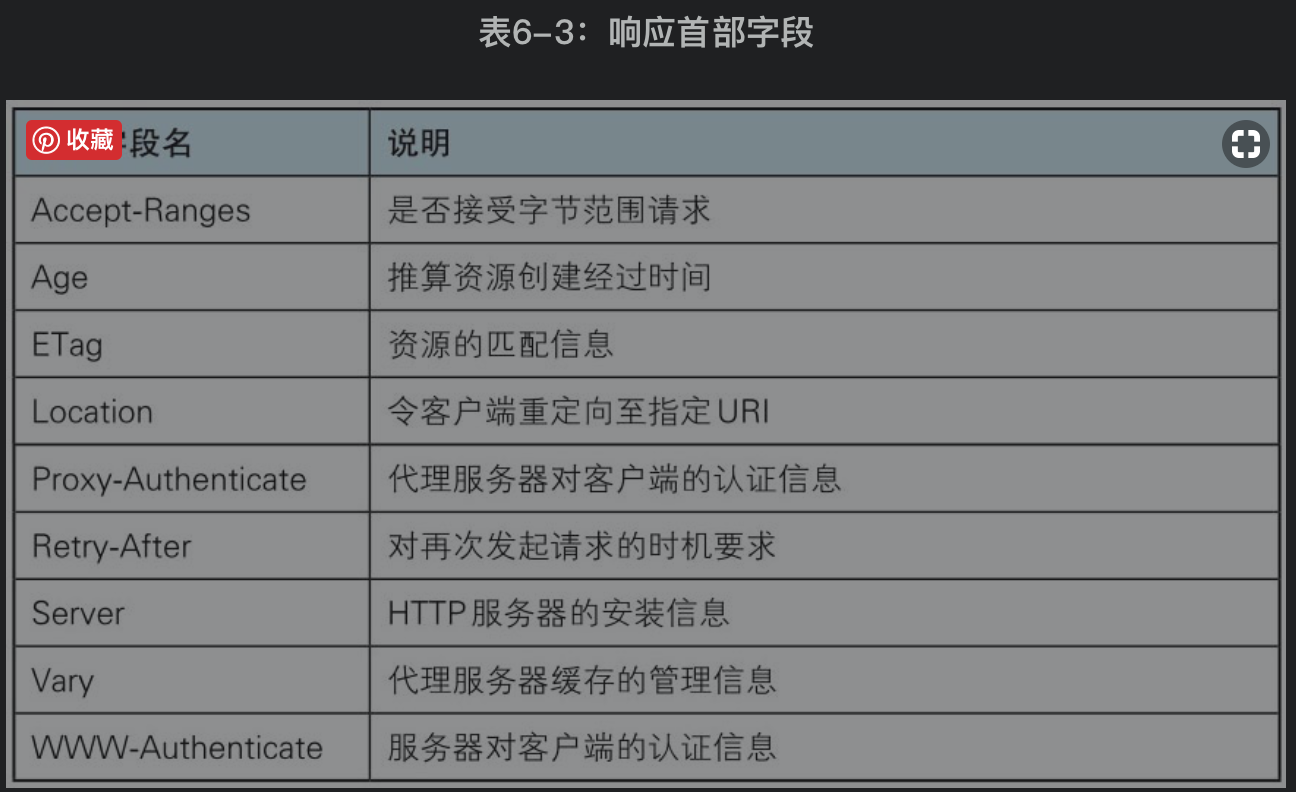 表6-3：响应首部字段
收藏
字段名 说明
Accept-Ranges 是否接受字节范围请求
Age 推算资源创建经过时间
ETag 资源的匹配信息
Location 令客户端重定向至指定URI
Proxy-Authenticate 代理服务器对客户端的认证信息
Retry-After 对再次发起请求的时机要求
Server HTTP服务器的安装信息
Vary 代理服务器缓存的管理信息
WWW-Authenticate 服务器对客户端的认证信息